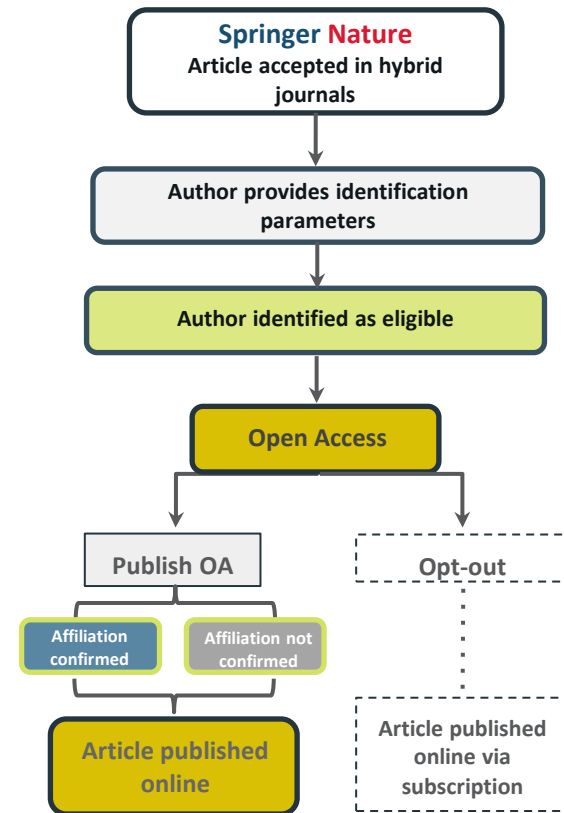 Springer Nature
Article accepted in hybrid
journals
Author provides identification
parameters
Author identified as eligible
Open Access
Publish OA
Opt-out
Affiliation
confirmed
Affiliation not
confirmed
Article published
online
Article published
online via
subscription